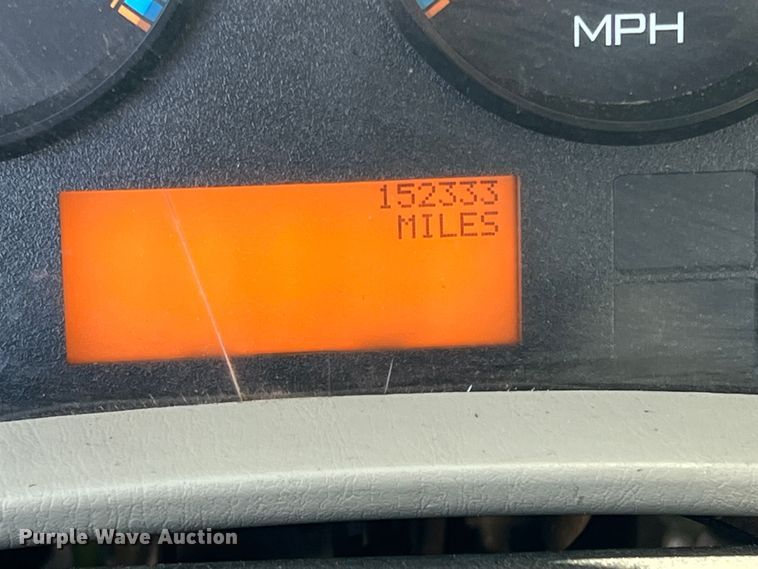 MPH
152333
MILES
Purple Wave Auction